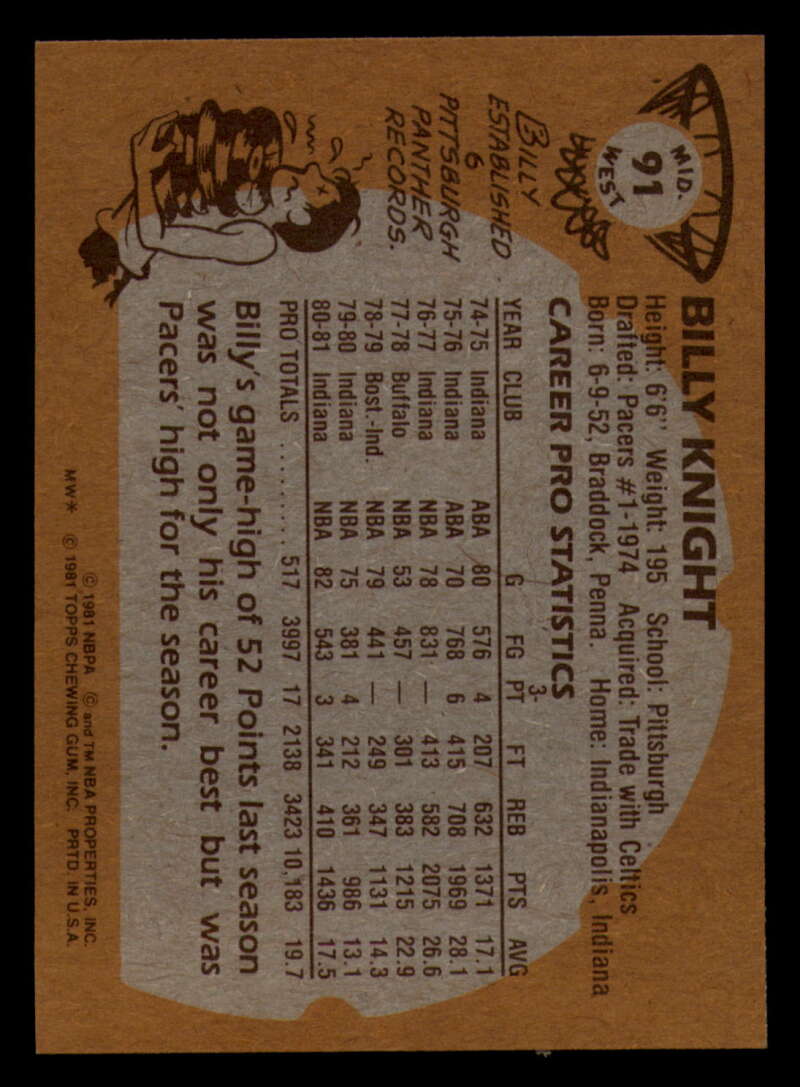 MID.
91
WEST
BILLY
ESTABLISHED
6
PITTSBURGH
PANTHER
RECORDS.
BILLY KNIGHT
Height: 6'6" Weight: 195 School: Pittsburgh
Drafted: Pacers #1-1974 Acquired: Trade with Celtics
Born: 6-9-52, Braddock, Penna. Home: Indianapolis, Indiana
CAREER PRO STATISTICS
YEAR CLUB G FG 3-PT FT REB PTS AVG
74-75 Indiana ABA 80 576 4 207 632 1371 17.1
75-76 Indiana ABA 70 768 6 415 708 1969 28.1
76-77 Indiana NBA 78 831 — 413 582 2075 26.6
77-78 Buffalo NBA 53 457 — 301 383 1215 22.9
78-79 Bost.-Ind. NBA 79 441 — 249 347 1131 14.3
79-80 Indiana NBA 75 381 4 212 361 986 13.1
80-81 Indiana NBA 82 543 3 341 410 1436 17.5
PRO TOTALS .......... 517 3997 17 2138 3423 10,183 19.7
Billy's game-high of 52 Points last season
was not only his career best but was
Pacers' high for the season.
© 1981 NBPA © and TM NBA PROPERTIES, INC.
MW* © 1981 TOPPS CHEWING GUM, INC. PRTD. IN U.S.A.